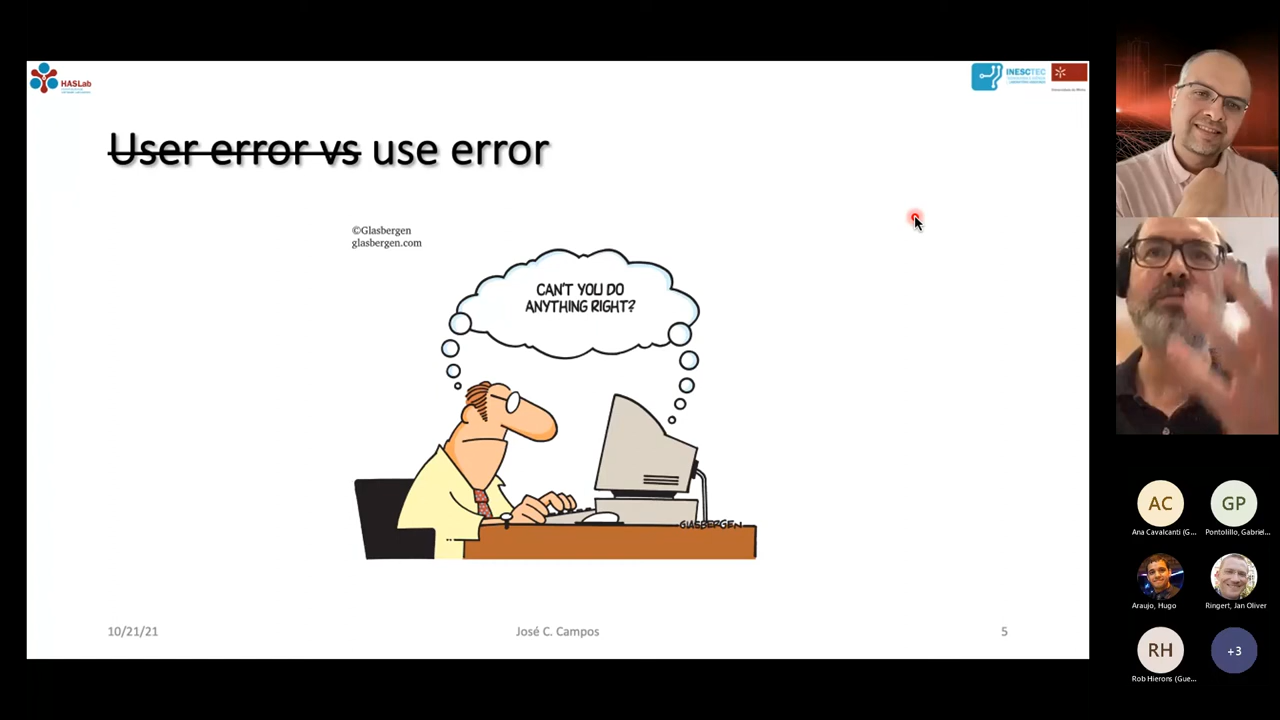 HASLab
INESCTEC
User error vs use error
©Glasbergen
glasbergen.com
CAN'T YOU DO
ANYTHING RIGHT?
GLASBERGEN
10/21/21
José C. Campos
5
AC
GP
Ana Cavalcanti (G...
Pontolillo, Gabriel...
Araujo, Hugo
Ringert, Jan Oliver
RH
+3
Rob Hierons (Gue...